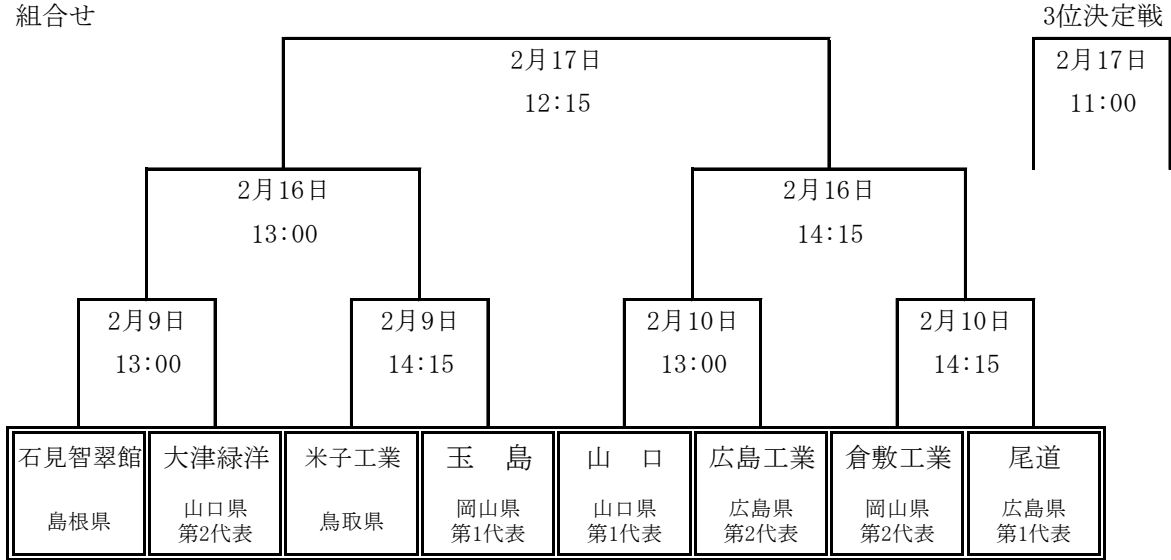 組合せ
3位決定戦
2月17日
12:15
2月17日
11:00
2月16日
13:00
2月16日
14:15
2月9日
13:00
2月9日
14:15
2月10日
13:00
2月10日
14:15
石見智翠館
島根県
大津緑洋
山口県
第2代表
米子工業
鳥取県
玉　島
岡山県
第1代表
山　口
山口県
第1代表
広島工業
広島県
第2代表
倉敷工業
岡山県
第2代表
尾道
広島県
第1代表